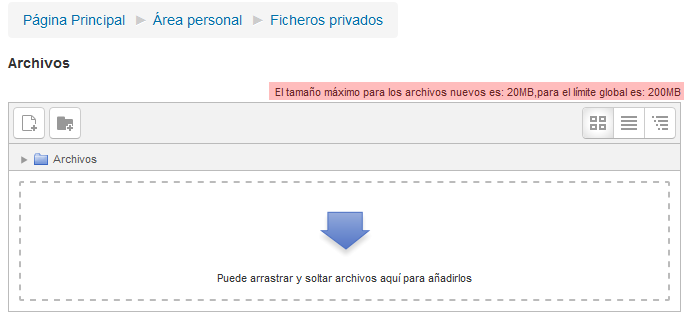 Página Principal ► Área personal ► Ficheros privados
Archivos
El tamaño máximo para los archivos nuevos es: 20MB,para el límite global es: 200MB
Archivos
Puede arrastrar y soltar archivos aquí para añadirlos